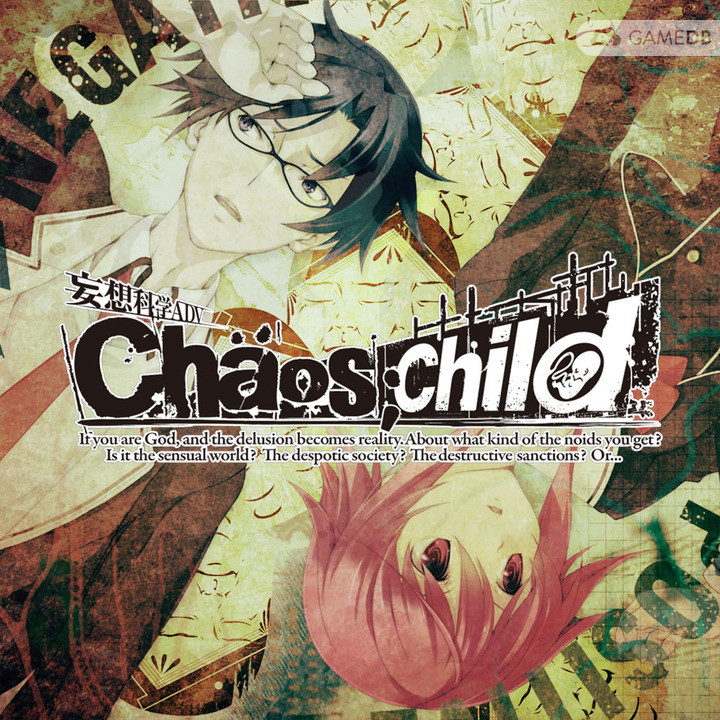 GAMEDB
NEGATI
妄想科学ADV
Chäos;child
If you are God, and the delusion becomes reality. About what kind of the noids you get?
Is it the sensual world? The despotic society? The destructive sanctions? Or...